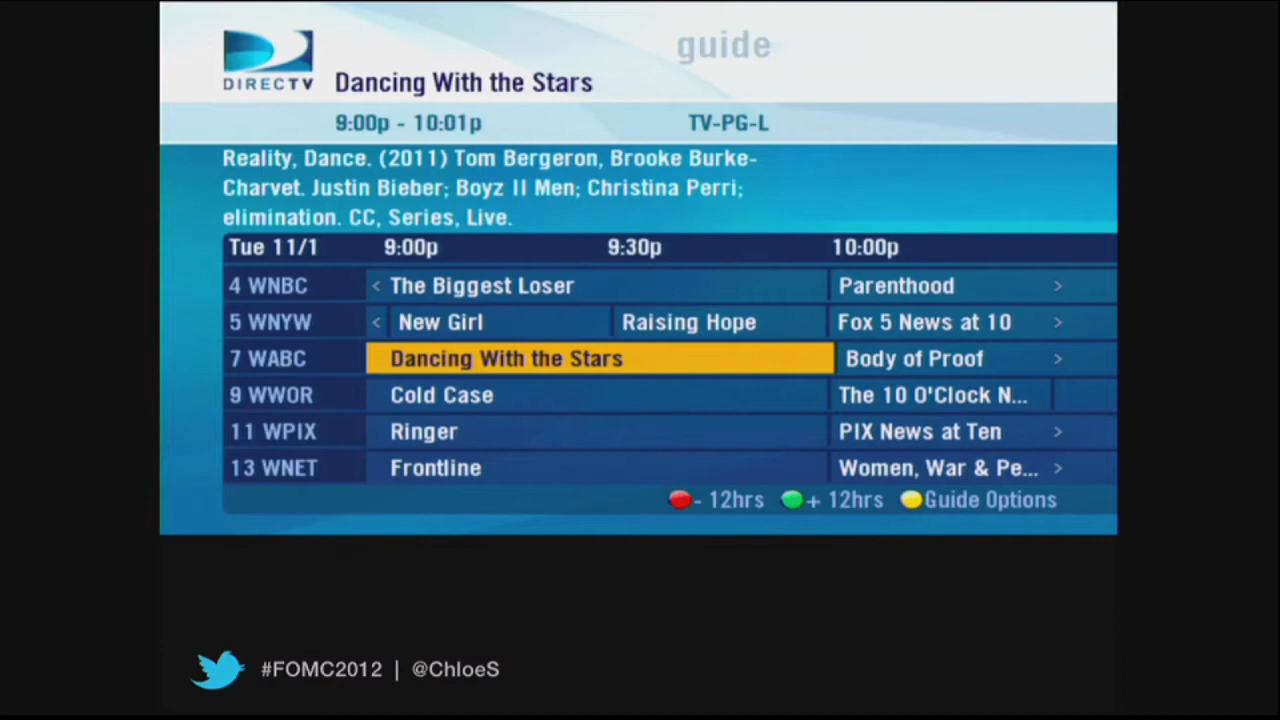 guide
DIRECTV
Dancing With the Stars
9:00p - 10:01p TV-PG-L
Reality, Dance. (2011) Tom Bergeron, Brooke Burke-
Charvet. Justin Bieber; Boyz II Men; Christina Perri;
elimination. CC, Series, Live.
Tue 11/1 9:00p 9:30p 10:00p
4 WNBC < The Biggest Loser Parenthood >
5 WNYW < New Girl Raising Hope Fox 5 News at 10 >
7 WABC Dancing With the Stars Body of Proof >
9 WWOR Cold Case The 10 O'Clock N...
11 WPIX Ringer PIX News at Ten >
13 WNET Frontline Women, War & Pe... >
- 12hrs + 12hrs Guide Options
#FOMC2012 | @ChloeS